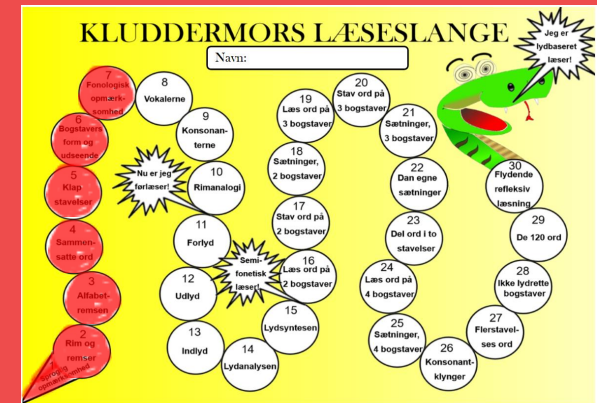 KLUDDERMORS LÆSESLANGE
Navn:
Jeg er
lydbaseret
læser!
1
Sproglig
opmærksomhed
2
Rim og
remser
3
Alfabet-
remsen
4
Sammen-
satte ord
5
Klap
stavelser
6
Bogstavers
form og
udseende
7
Fonologisk
opmærk-
somhed
8
Vokalerne
9
Konsonan-
terne
Nu er jeg
førlæser!
10
Rimanalogi
11
Forlyd
12
Udlyd
13
Indlyd
14
Lydanalysen
15
Lydsyntesen
Semi-
fonetisk
læser!
16
Læs ord på
2 bogstaver
17
Stav ord på
2 bogstaver
18
Sætninger,
2 bogstaver
19
Læs ord på
3 bogstaver
20
Stav ord på
3 bogstaver
21
Sætninger,
3 bogstaver
22
Dan egne
sætninger
23
Del ord i to
stavelser
24
Læs ord på
4 bogstaver
25
Sætninger,
4 bogstaver
26
Konsonant-
klynger
27
Flerstavel-
ses ord
28
Ikke lydrette
bogstaver
29
De 120 ord
30
Flydende
refleksiv
læsning